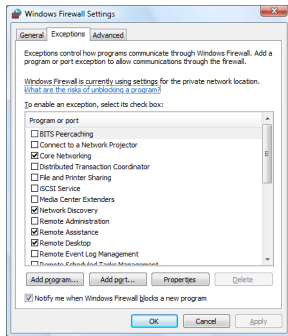 Windows Firewall Settings
General Exceptions Advanced
Exceptions control how programs communicate through Windows Firewall. Add a
program or port exception to allow communications through the firewall.
Windows Firewall is currently using settings for the private network location.
What are the risks of unblocking a program?
To enable an exception, select its check box:
Program or port
BITS Peercaching
Connect to a Network Projector
Core Networking
Distributed Transaction Coordinator
File and Printer Sharing
iSCSI Service
Media Center Extenders
Network Discovery
Remote Administration
Remote Assistance
Remote Desktop
Remote Event Log Management
Remote Scheduled Tasks Management
Add program... Add port... Properties Delete
Notify me when Windows Firewall blocks a new program
OK Cancel Apply